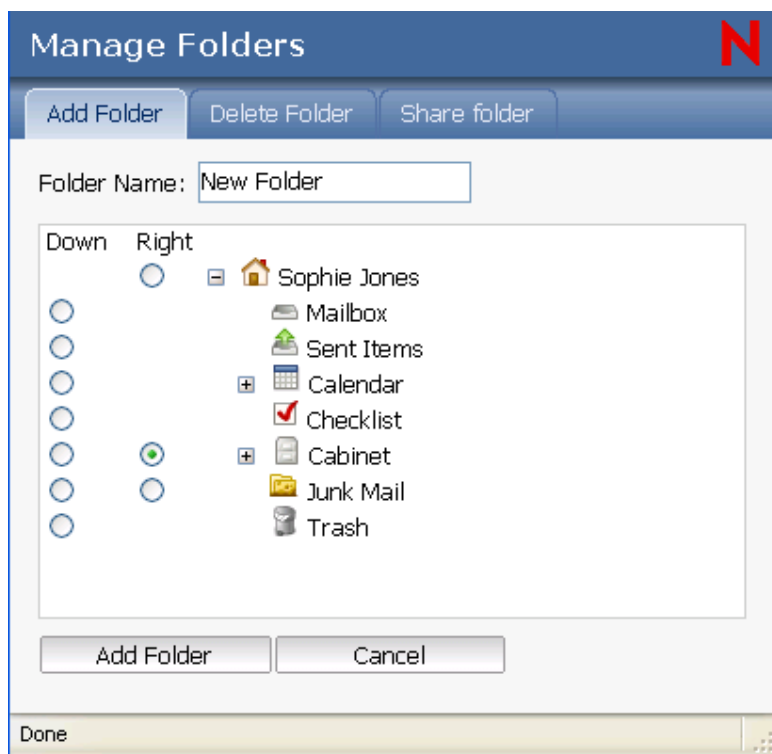 Manage Folders N
Add Folder Delete Folder Share folder
Folder Name: New Folder
Down Right
Sophie Jones
Mailbox
Sent Items
Calendar
Checklist
Cabinet
Junk Mail
Trash
Add Folder Cancel
Done